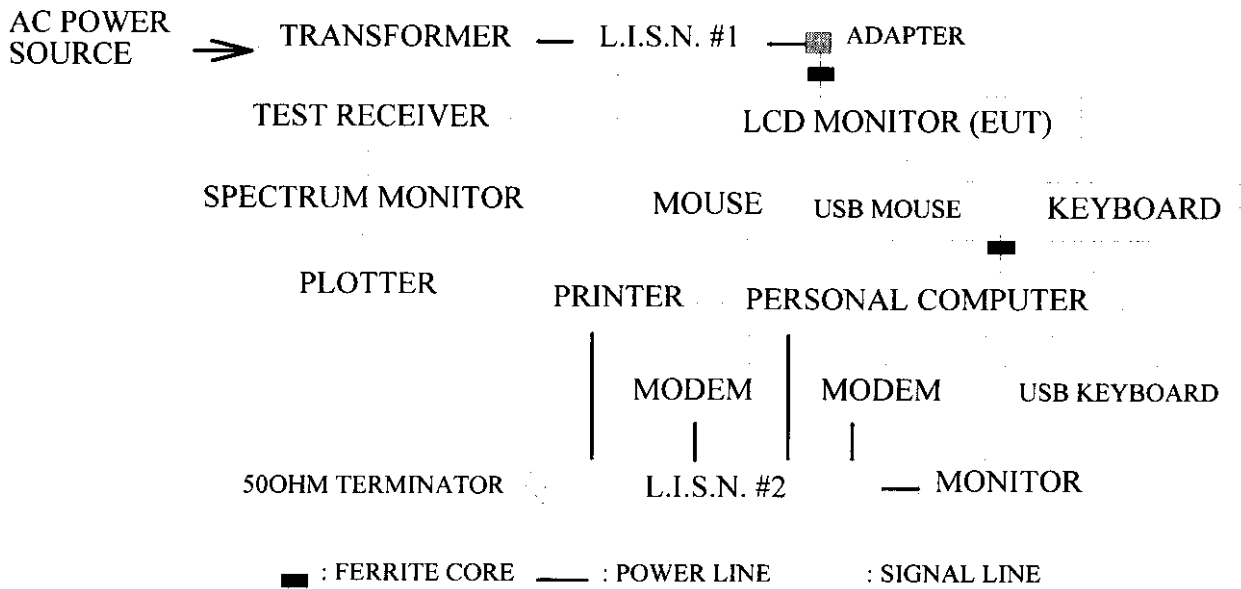 AC POWER
SOURCE
TRANSFORMER
L.I.S.N. #1
ADAPTER
TEST RECEIVER
LCD MONITOR (EUT)
SPECTRUM MONITOR
MOUSE
USB MOUSE
KEYBOARD
PLOTTER
PRINTER
PERSONAL COMPUTER
MODEM
MODEM
USB KEYBOARD
50OHM TERMINATOR
L.I.S.N. #2
MONITOR
: FERRITE CORE
: POWER LINE
: SIGNAL LINE